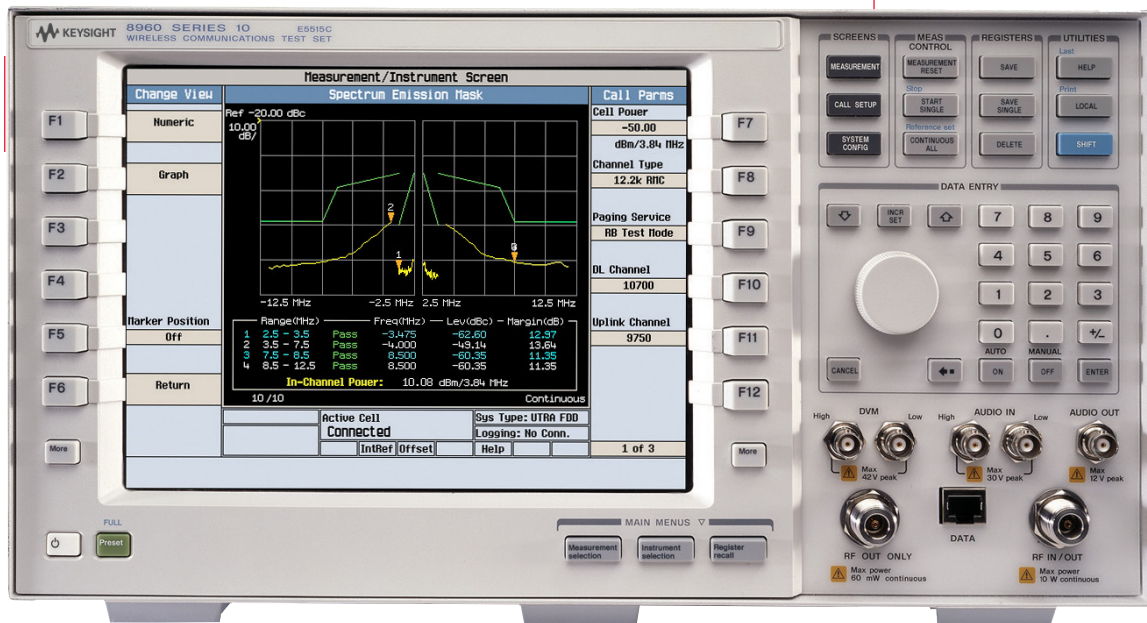 KEYSIGHT 8960 SERIES 10 E5515C
WIRELESS COMMUNICATIONS TEST SET
Measurement/Instrument Screen
Change View
Spectrum Emission Mask
Call Parms
F1
F2
F3
F4
F5
F6
More
Numeric
Graph
Marker Position
Off
Return
Ref -20.00 dBc
10.00
dB/
2
1
3
-12.5 MHz -2.5 MHz 2.5 MHz 12.5 MHz
Range(MHz) Freq(MHz) Lev(dBc) Margin(dB)
1 2.5 - 3.5 Pass -3.475 -62.60 12.97
2 3.5 - 7.5 Pass -4.000 -49.14 13.64
3 7.5 - 8.5 Pass 8.500 -60.35 11.35
4 8.5 - 12.5 Pass 8.500 -60.35 11.35
In-Channel Power: 10.08 dBm/3.84 MHz
10/10 Continuous
Active Cell
Connected
Sys Type: UTRA FDD
Logging: No Conn.
IntRef Offset Help
Cell Power
-50.00
dBm/3.84 MHz
Channel Type
12.2k RMC
Paging Service
RB Test Mode
DL Channel
10700
Uplink Channel
9750
1 of 3
F7
F8
F9
F10
F11
F12
More
FULL
Preset
MAIN MENUS
Measurement
selection
Instrument
selection
Register
recall
SCREENS
MEASUREMENT
CALL SETUP
SYSTEM
CONFIG
MEAS
CONTROL
MEASUREMENT
RESET
Stop
START
SINGLE
Reference set
CONTINUOUS
ALL
REGISTERS
SAVE
SAVE
SINGLE
DELETE
UTILITIES
Last
HELP
Print
LOCAL
SHIFT
DATA ENTRY
INCR
SET
7 8 9
4 5 6
1 2 3
0 . +/-
AUTO MANUAL
CANCEL
ON OFF ENTER
High DVM Low
High AUDIO IN Low
AUDIO OUT
Max
42 V peak
Max
30 V peak
Max
12 V peak
RF OUT ONLY
Max power
60 mW continuous
DATA
RF IN/OUT
Max power
10 W continuous